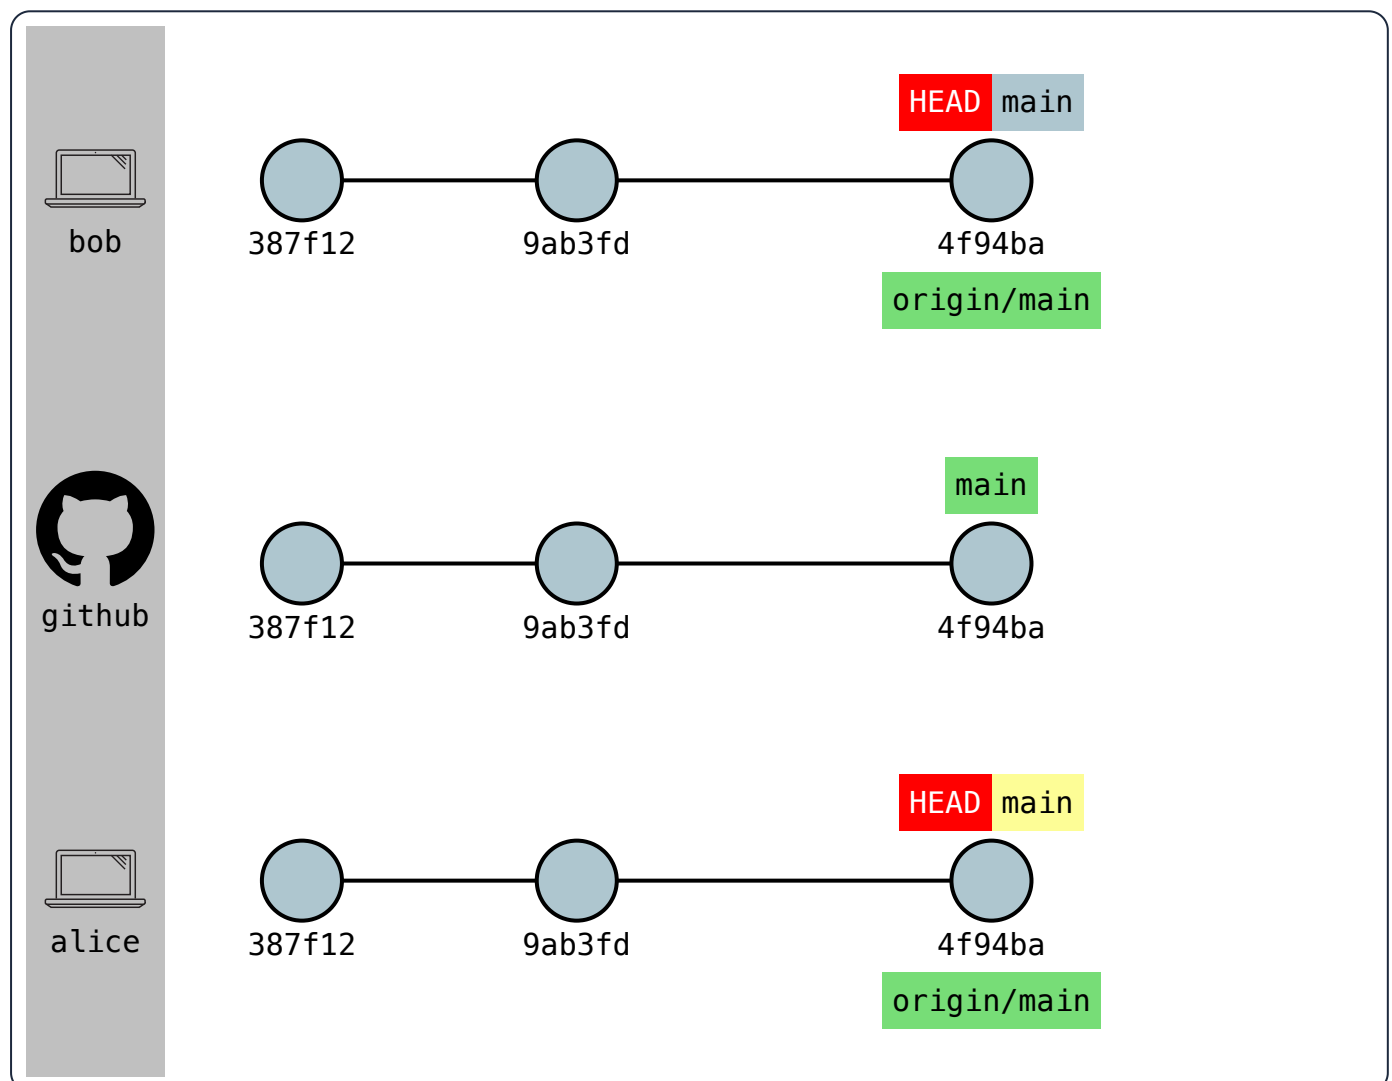 HEAD main
bob
387f12 9ab3fd 4f94ba
origin/main
main
github
387f12 9ab3fd 4f94ba
HEAD main
alice
387f12 9ab3fd 4f94ba
origin/main